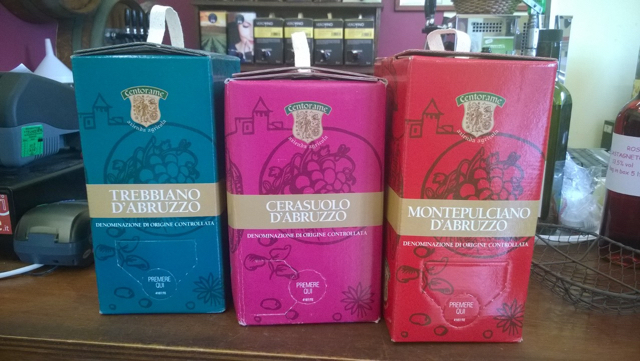 Centorame
azienda agricola
TREBBIANO
D'ABRUZZO
DENOMINAZIONE DI ORIGINE CONTROLLATA
PREMERE
QUI
Centorame
azienda agricola
CERASUOLO
D'ABRUZZO
DENOMINAZIONE DI ORIGINE CONTROLLATA
PREMERE
QUI
Centorame
azienda agricola
MONTEPULCIANO
D'ABRUZZO
DENOMINAZIONE DI ORIGINE CONTROLLATA
PREMERE
QUI